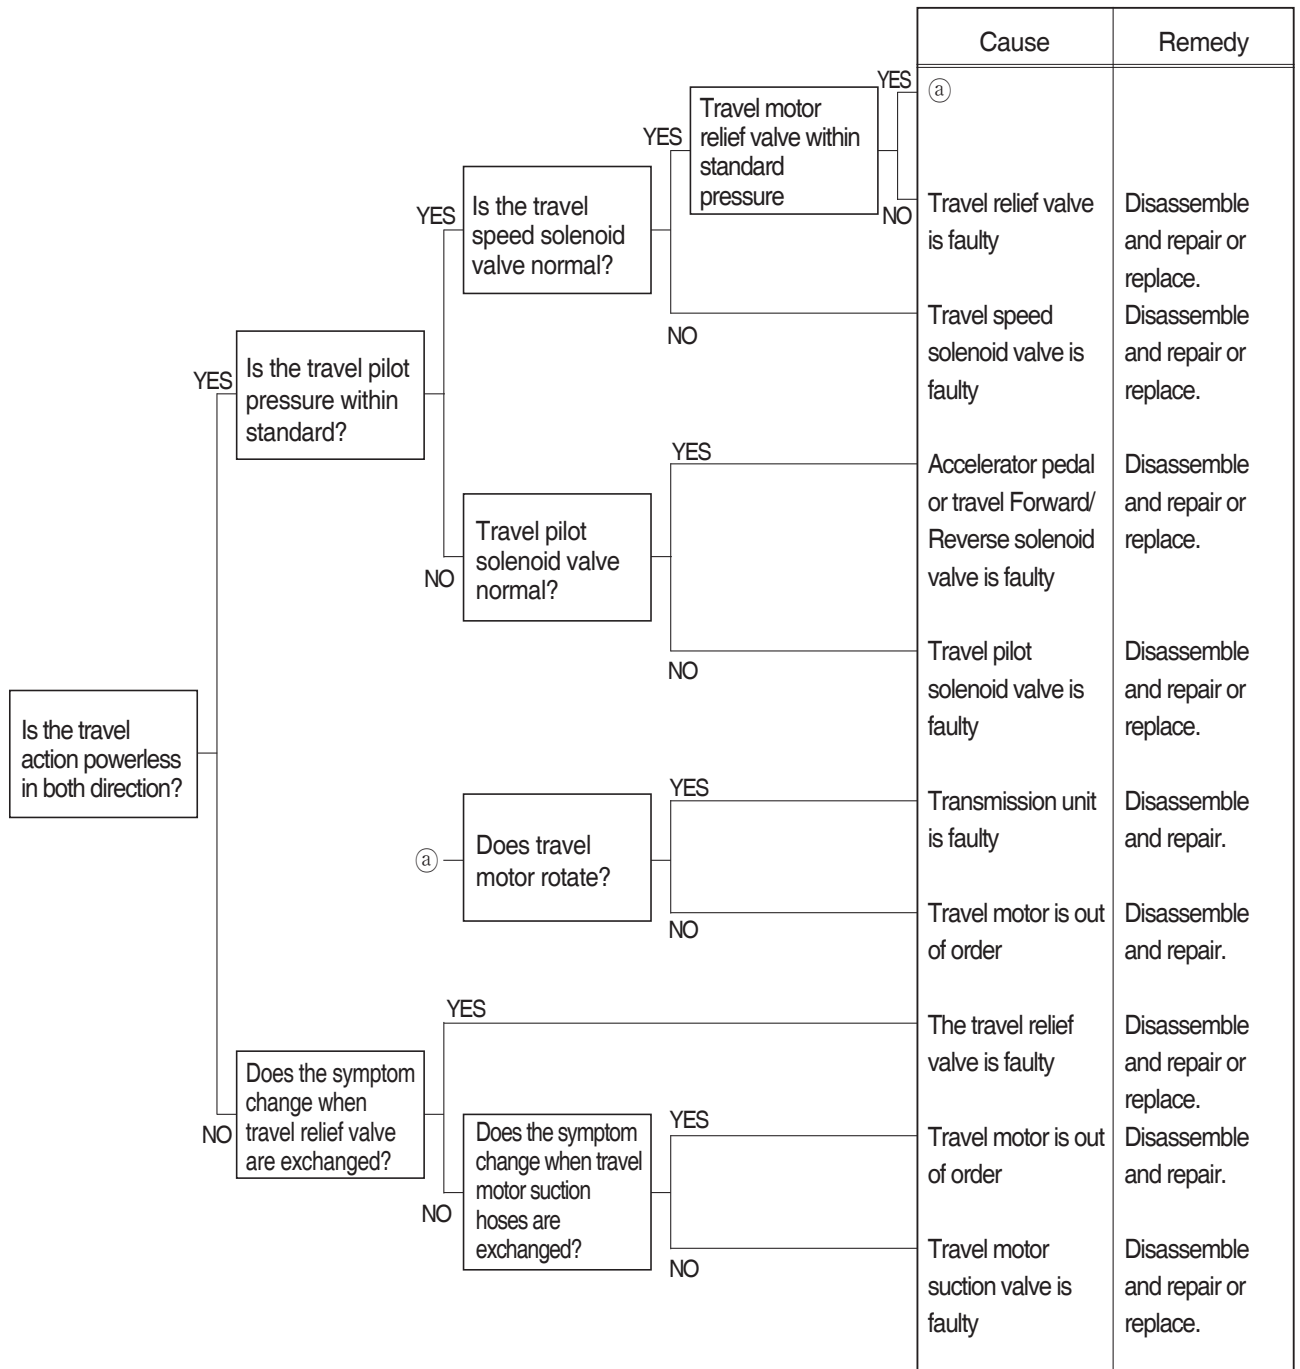 Cause
Remedy
YES
ⓐ
Travel motor
relief valve within
standard
pressure
YES
NO
Travel relief valve
is faulty
Disassemble
and repair or
replace.
Is the travel
speed solenoid
valve normal?
YES
NO
Travel speed
solenoid valve is
faulty
Disassemble
and repair or
replace.
Is the travel pilot
pressure within
standard?
YES
YES
Accelerator pedal
or travel Forward/
Reverse solenoid
valve is faulty
Disassemble
and repair or
replace.
Travel pilot
solenoid valve
normal?
NO
NO
Travel pilot
solenoid valve is
faulty
Disassemble
and repair or
replace.
Is the travel
action powerless
in both direction?
YES
Transmission unit
is faulty
Disassemble
and repair.
ⓐ
Does travel
motor rotate?
NO
Travel motor is out
of order
Disassemble
and repair.
YES
The travel relief
valve is faulty
Disassemble
and repair or
replace.
Does the symptom
change when
travel relief valve
are exchanged?
NO
YES
Travel motor is out
of order
Disassemble
and repair.
Does the symptom
change when travel
motor suction
hoses are
exchanged?
NO
NO
Travel motor
suction valve is
faulty
Disassemble
and repair or
replace.